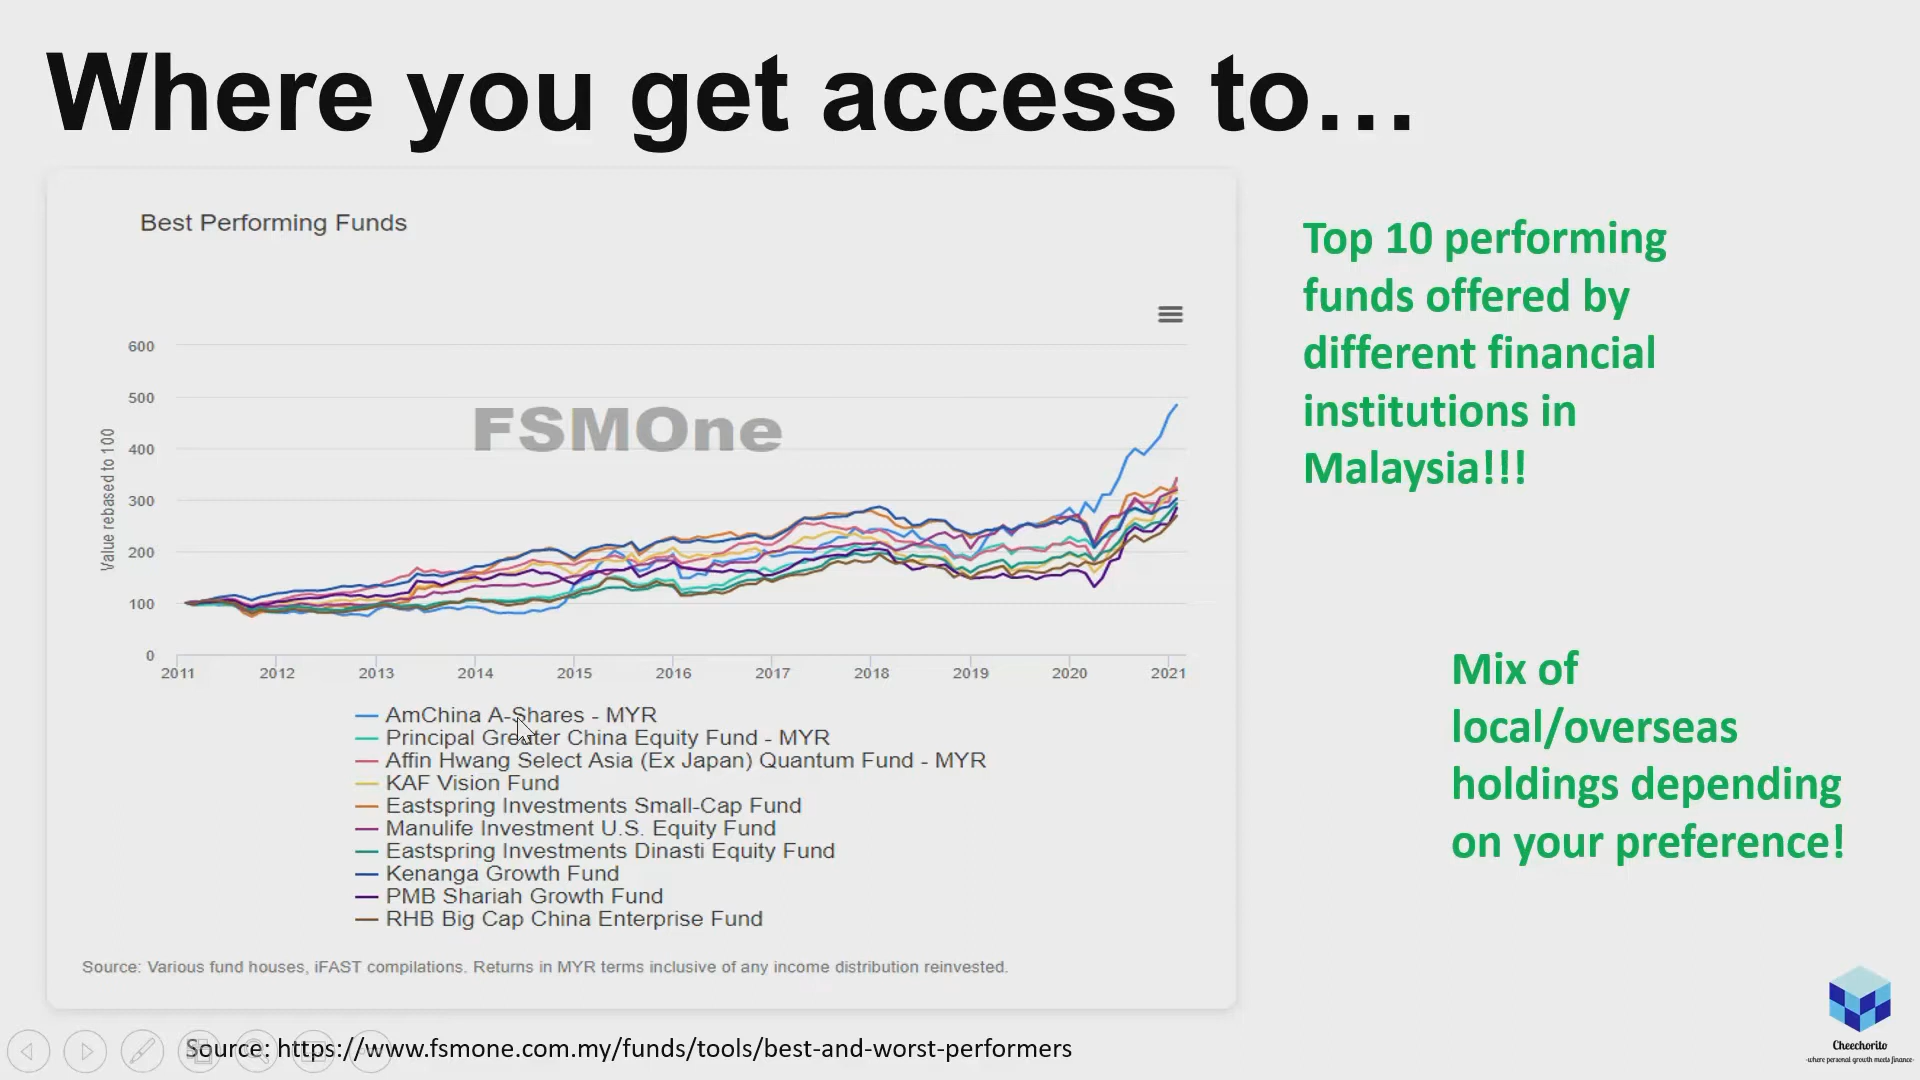 Where you get access to...
Best Performing Funds
Top 10 performing
funds offered by
different financial
institutions in
Malaysia!!!
FSMOne
Value rebased to 100
600
500
400
300
200
100
0
2011 2012 2013 2014 2015 2016 2017 2018 2019 2020 2021
AmChina A-Shares - MYR
Principal Greater China Equity Fund - MYR
Affin Hwang Select Asia (Ex Japan) Quantum Fund - MYR
KAF Vision Fund
Eastspring Investments Small-Cap Fund
Manulife Investment U.S. Equity Fund
Eastspring Investments Dinasti Equity Fund
Kenanga Growth Fund
PMB Shariah Growth Fund
RHB Big Cap China Enterprise Fund
Mix of
local/overseas
holdings depending
on your preference!
Source: Various fund houses, iFAST compilations. Returns in MYR terms inclusive of any income distribution reinvested.
Source: https://www.fsmone.com.my/funds/tools/best-and-worst-performers
Cheechorito
-where personal growth meets finance-